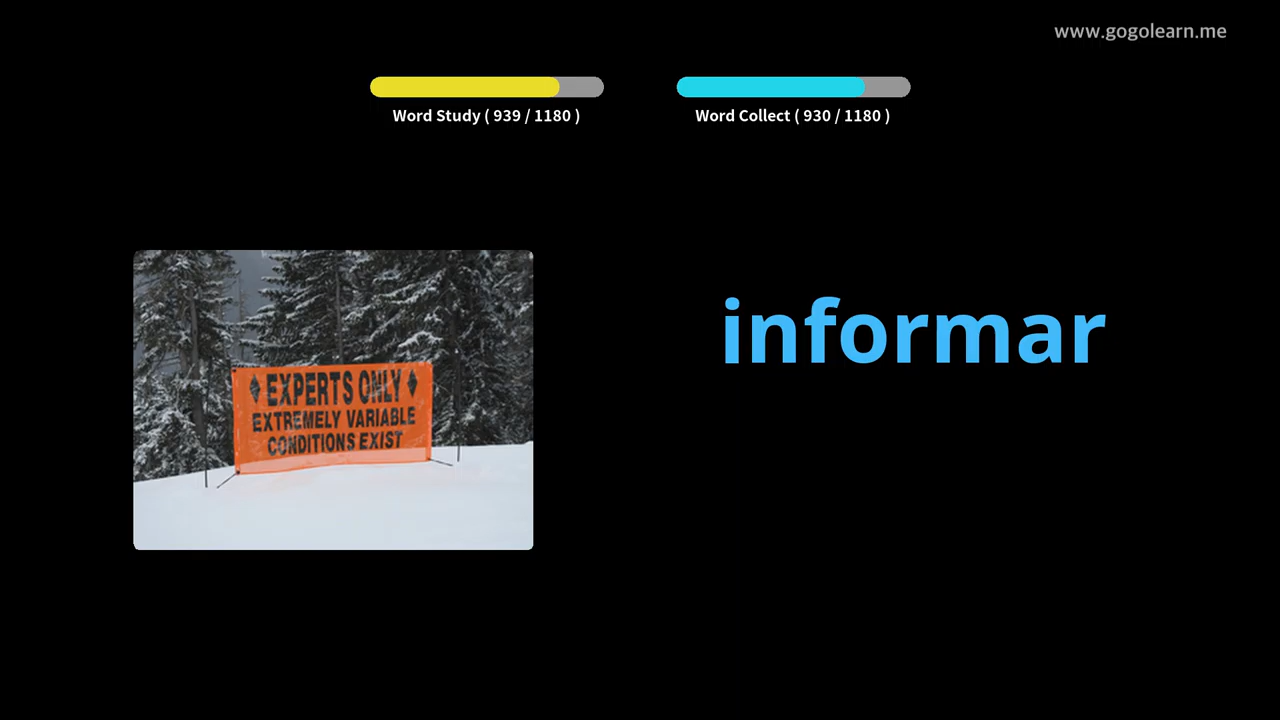 www.gogolearn.me
Word Study ( 939 / 1180 )
Word Collect ( 930 / 1180 )
EXPERTS ONLY
EXTREMELY VARIABLE
CONDITIONS EXIST
informar